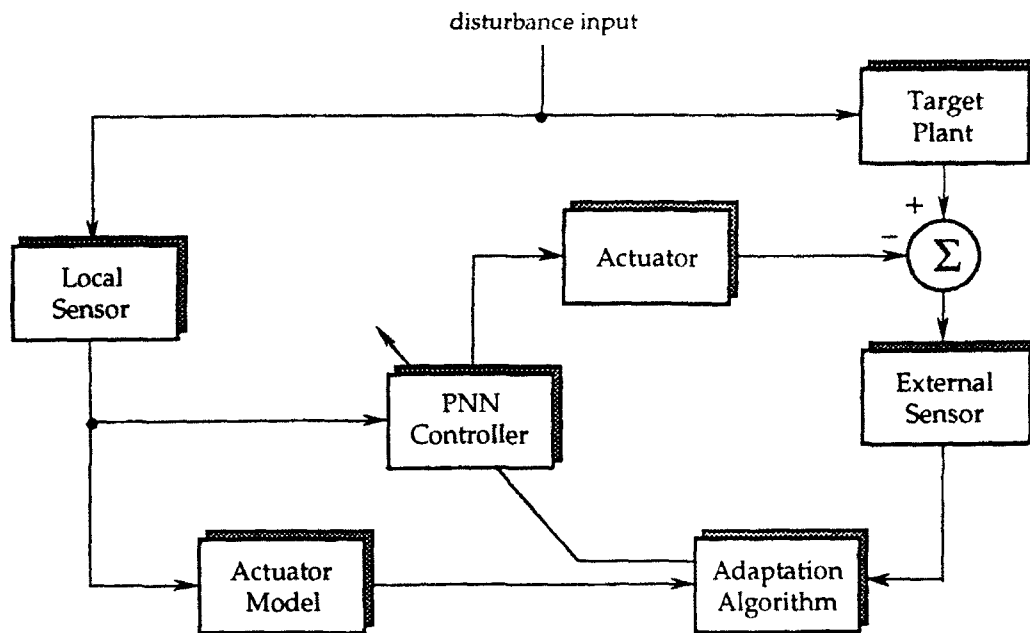 disturbance input
Target
Plant
+
−
Σ
Actuator
Local
Sensor
PNN
Controller
External
Sensor
Actuator
Model
Adaptation
Algorithm